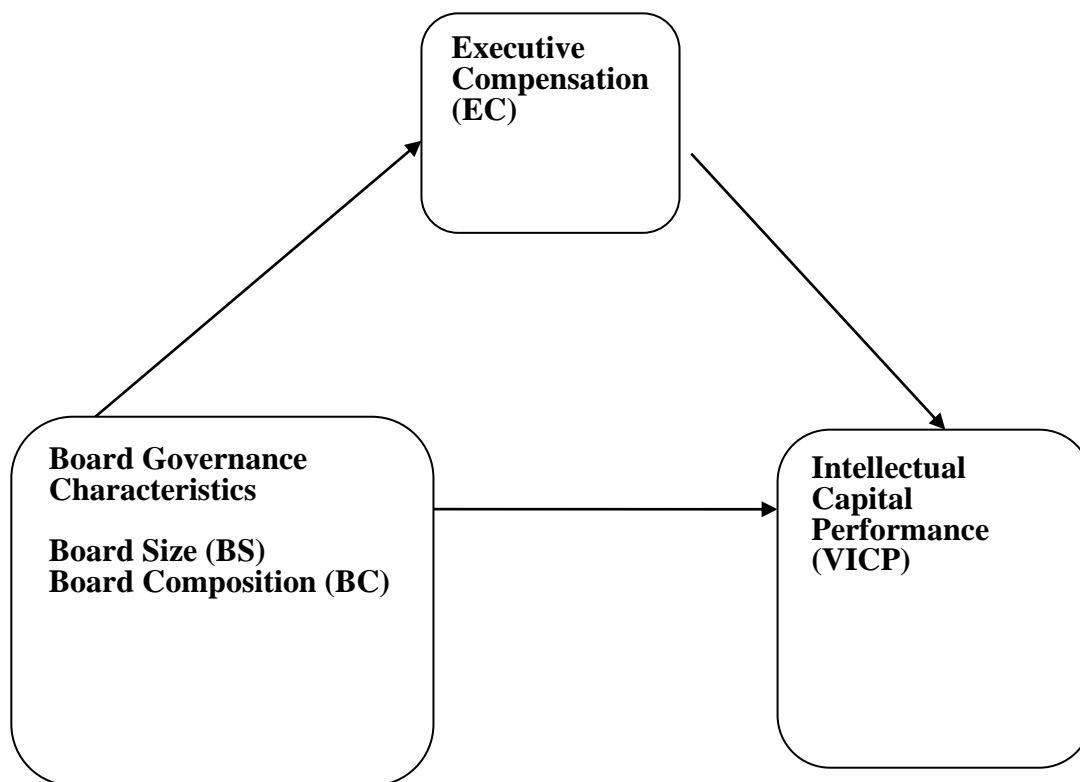 Executive
Compensation
(EC)
Board Governance
Characteristics
Board Size (BS)
Board Composition (BC)
Intellectual
Capital
Performance
(VICP)